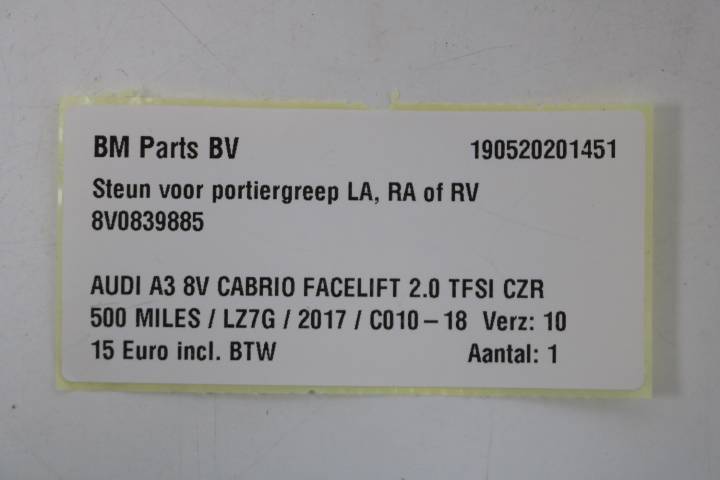 BM Parts BV 190520201451
Steun voor portiergreep LA, RA of RV
8V0839885
AUDI A3 8V CABRIO FACELIFT 2.0 TFSI CZR
500 MILES / LZ7G / 2017 / C010-18 Verz: 10
15 Euro incl. BTW Aantal: 1